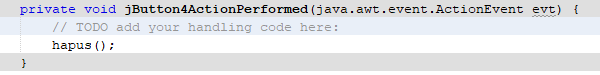 private void jButton4ActionPerformed(java.awt.event.ActionEvent evt) {
// TODO add your handling code here:
hapus();
}